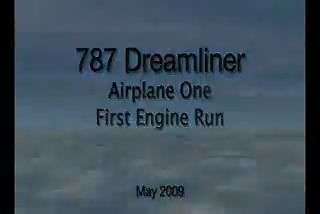 787 Dreamliner
Airplane One
First Engine Run
May 2009